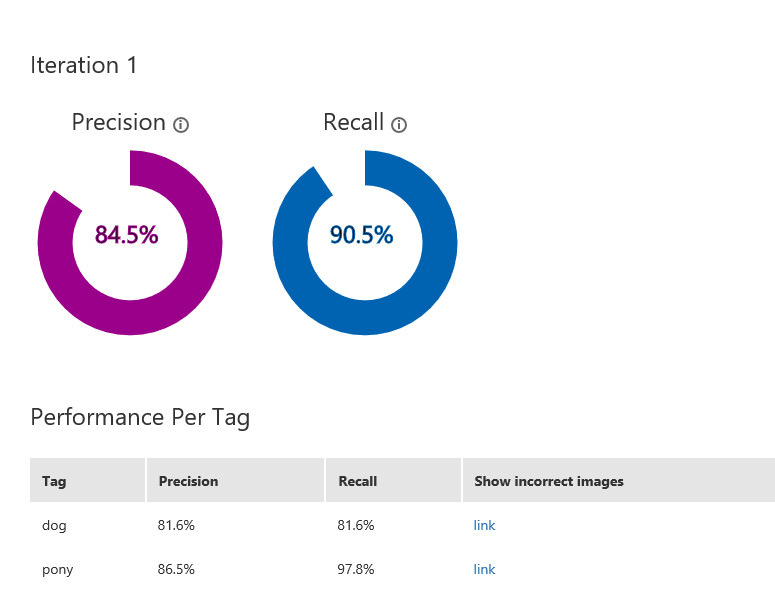 Iteration 1
Precision Recall
84.5% 90.5%
Performance Per Tag
Tag Precision Recall Show incorrect images
dog 81.6% 81.6% link
pony 86.5% 97.8% link